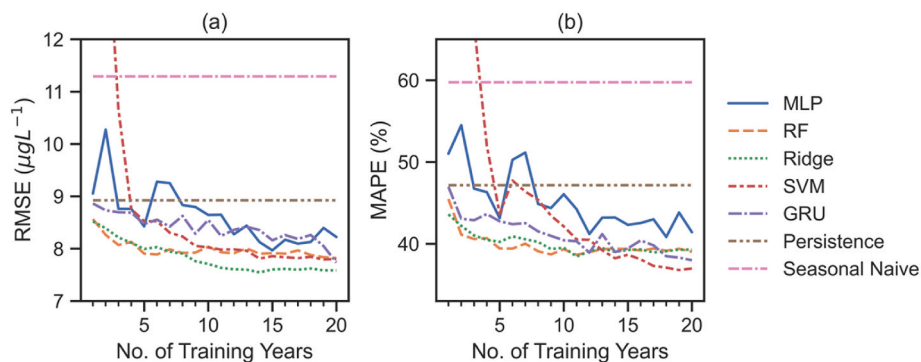 (a)
12
11
10
9
8
7
RMSE (μgL⁻¹)
5
10
15
20
No. of Training Years
(b)
60
50
40
MAPE (%)
5
10
15
20
No. of Training Years
MLP
RF
Ridge
SVM
GRU
Persistence
Seasonal Naive